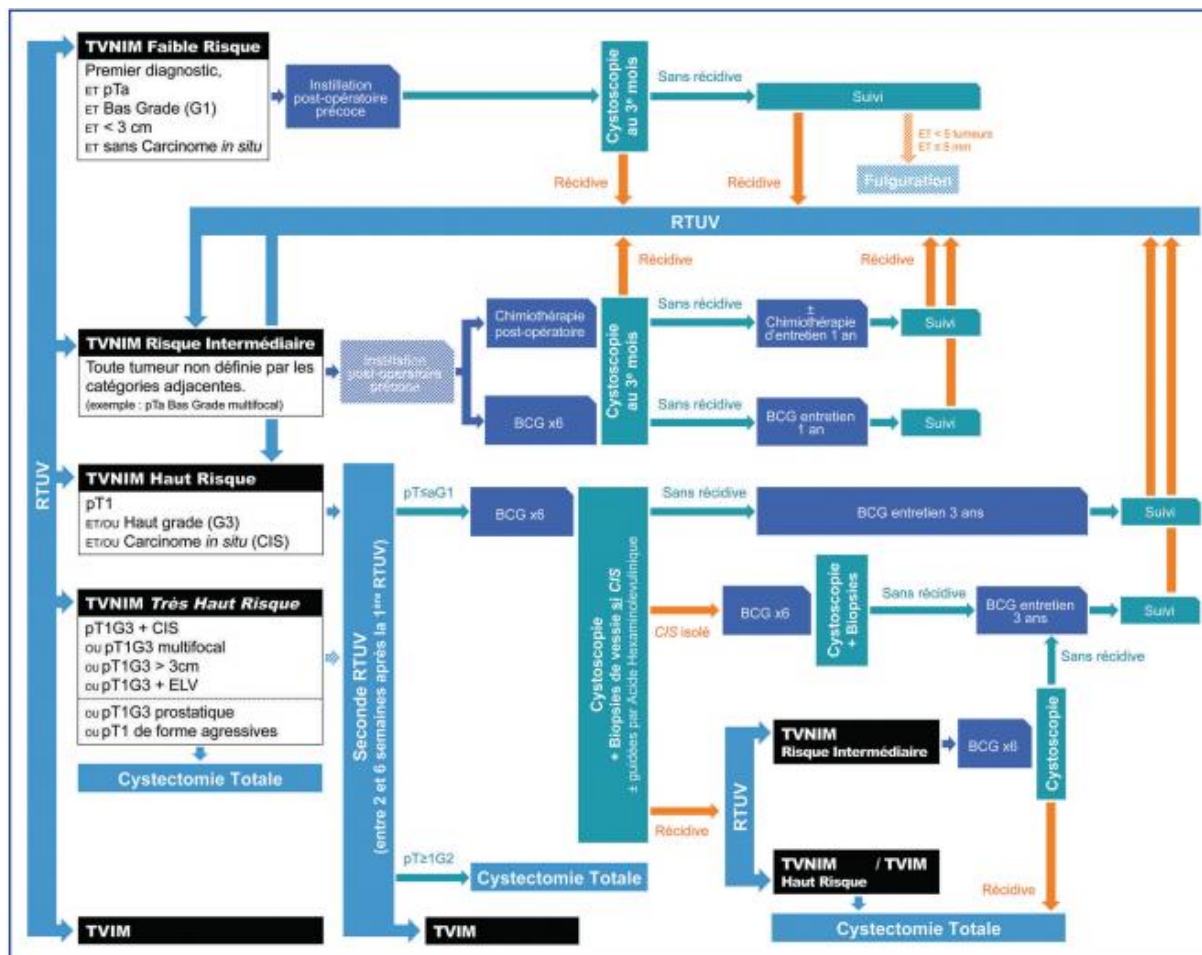 RTUV
TVNIM Faible Risque
Premier diagnostic,
ET pTa
ET Bas Grade (G1)
ET < 3 cm
ET sans Carcinome in situ
Instillation
post-opératoire
précoce
Cystoscopie
au 3e mois
Sans récidive
Suivi
ET < 5 tumeurs
ET ≤ 5 mm
Fulguration
Récidive
Récidive
RTUV
TVNIM Risque Intermédiaire
Toute tumeur non définie par les
catégories adjacentes.
(exemple : pTa Bas Grade multifocal)
Instillation
post-opératoire
précoce
Chimiothérapie
post-opératoire
BCG x6
Récidive
Cystoscopie
au 3e mois
Sans récidive
±
Chimiothérapie
d'entretien 1 an
Suivi
Récidive
Sans récidive
BCG entretien
1 an
Suivi
TVNIM Haut Risque
pT1
ET/OU Haut grade (G3)
ET/OU Carcinome in situ (CIS)
TVNIM Très Haut Risque
pT1G3 + CIS
OU pT1G3 multifocal
OU pT1G3 > 3cm
OU pT1G3 + ELV
OU pT1G3 prostatique
OU pT1 de forme agressives
Cystectomie Totale
TVIM
Seconde RTUV
(entre 2 et 6 semaines après la 1ère RTUV)
pT≤aG1
BCG x6
Cystoscopie
+ Biopsies de vessie si CIS
± guidées par Acide Hexaminolevulinique
Sans récidive
BCG entretien 3 ans
Suivi
CIS isolé
BCG x6
Cystoscopie
+ Biopsies
Sans récidive
BCG entretien
3 ans
Suivi
Sans récidive
Récidive
RTUV
TVNIM
Risque Intermédiaire
BCG x6
Cystoscopie
TVNIM / TVIM
Haut Risque
Récidive
Cystectomie Totale
pT≥1G2
Cystectomie Totale
TVIM